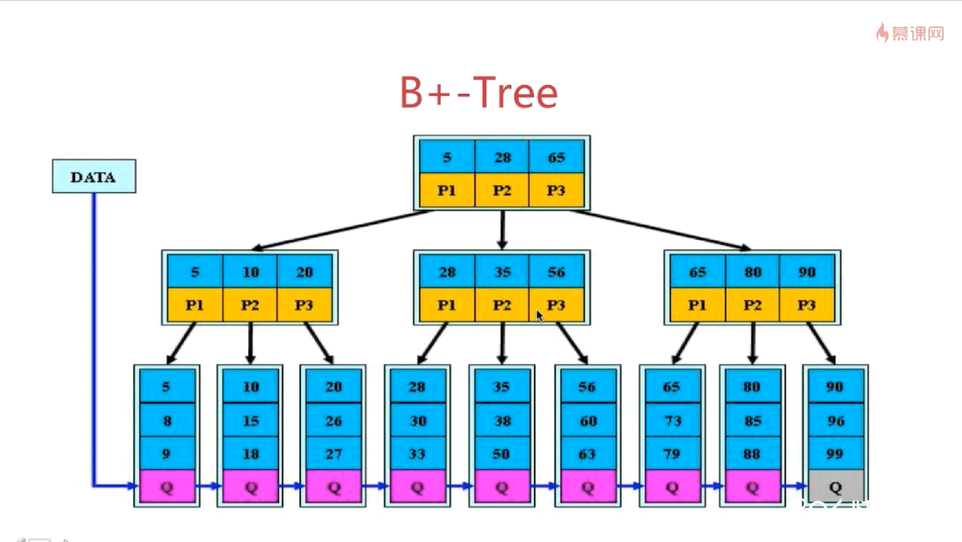 慕课网
B+-Tree
DATA
5 28 65
P1 P2 P3
5 10 20
P1 P2 P3
28 35 56
P1 P2 P3
65 80 90
P1 P2 P3
5
8
9
Q
10
15
18
Q
20
26
27
Q
28
30
33
Q
35
38
50
Q
56
60
63
Q
65
73
79
Q
80
85
88
Q
90
96
99
Q